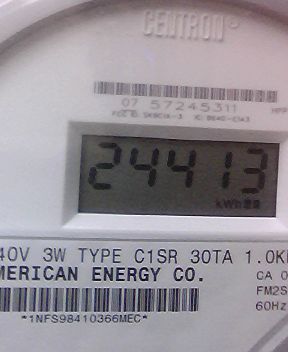 CENTRON
07 57245311
24413
kWh
40V 3W TYPE C1SR 30TA 1.0K
MERICAN ENERGY CO.
CA 0
FM2S
60Hz
*1NFS98410366MEC*